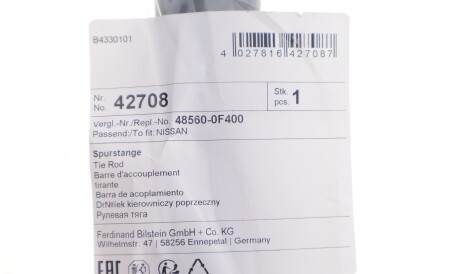 B4330101
4 027816 427087
Nr.
No. 42708
Stk.
pcs. 1
Vergl.-Nr./Repl.-No. 48560-0F400
Passend:/To fit: NISSAN
Spurstange
Tie Rod
Barre d'accouplement
tirante
Barra de acoplamiento
DrNńek kierowniczy poprzeczny
Рулевая тяга
Ferdinand Bilstein GmbH + Co. KG
Wilhelmstr. 47 | 58256 Ennepetal | Germany
EAC